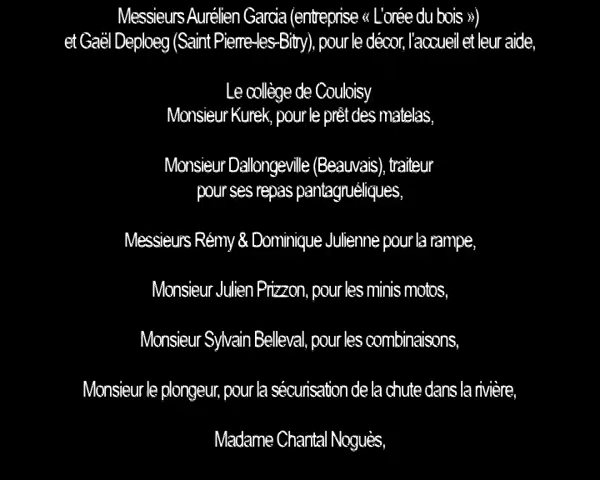 Messieurs Aurélien Garcia (entreprise « L'orée du bois »)
et Gaël Deploeg (Saint Pierre-les-Bitry), pour le décor, l'accueil et leur aide,
Le collège de Couloisy
Monsieur Kurek, pour le prêt des matelas,
Monsieur Dallongeville (Beauvais), traiteur
pour ses repas pantagruéliques,
Messieurs Rémy & Dominique Julienne pour la rampe,
Monsieur Julien Prizzon, pour les minis motos,
Monsieur Sylvain Belleval, pour les combinaisons,
Monsieur le plongeur, pour la sécurisation de la chute dans la rivière,
Madame Chantal Noguès,